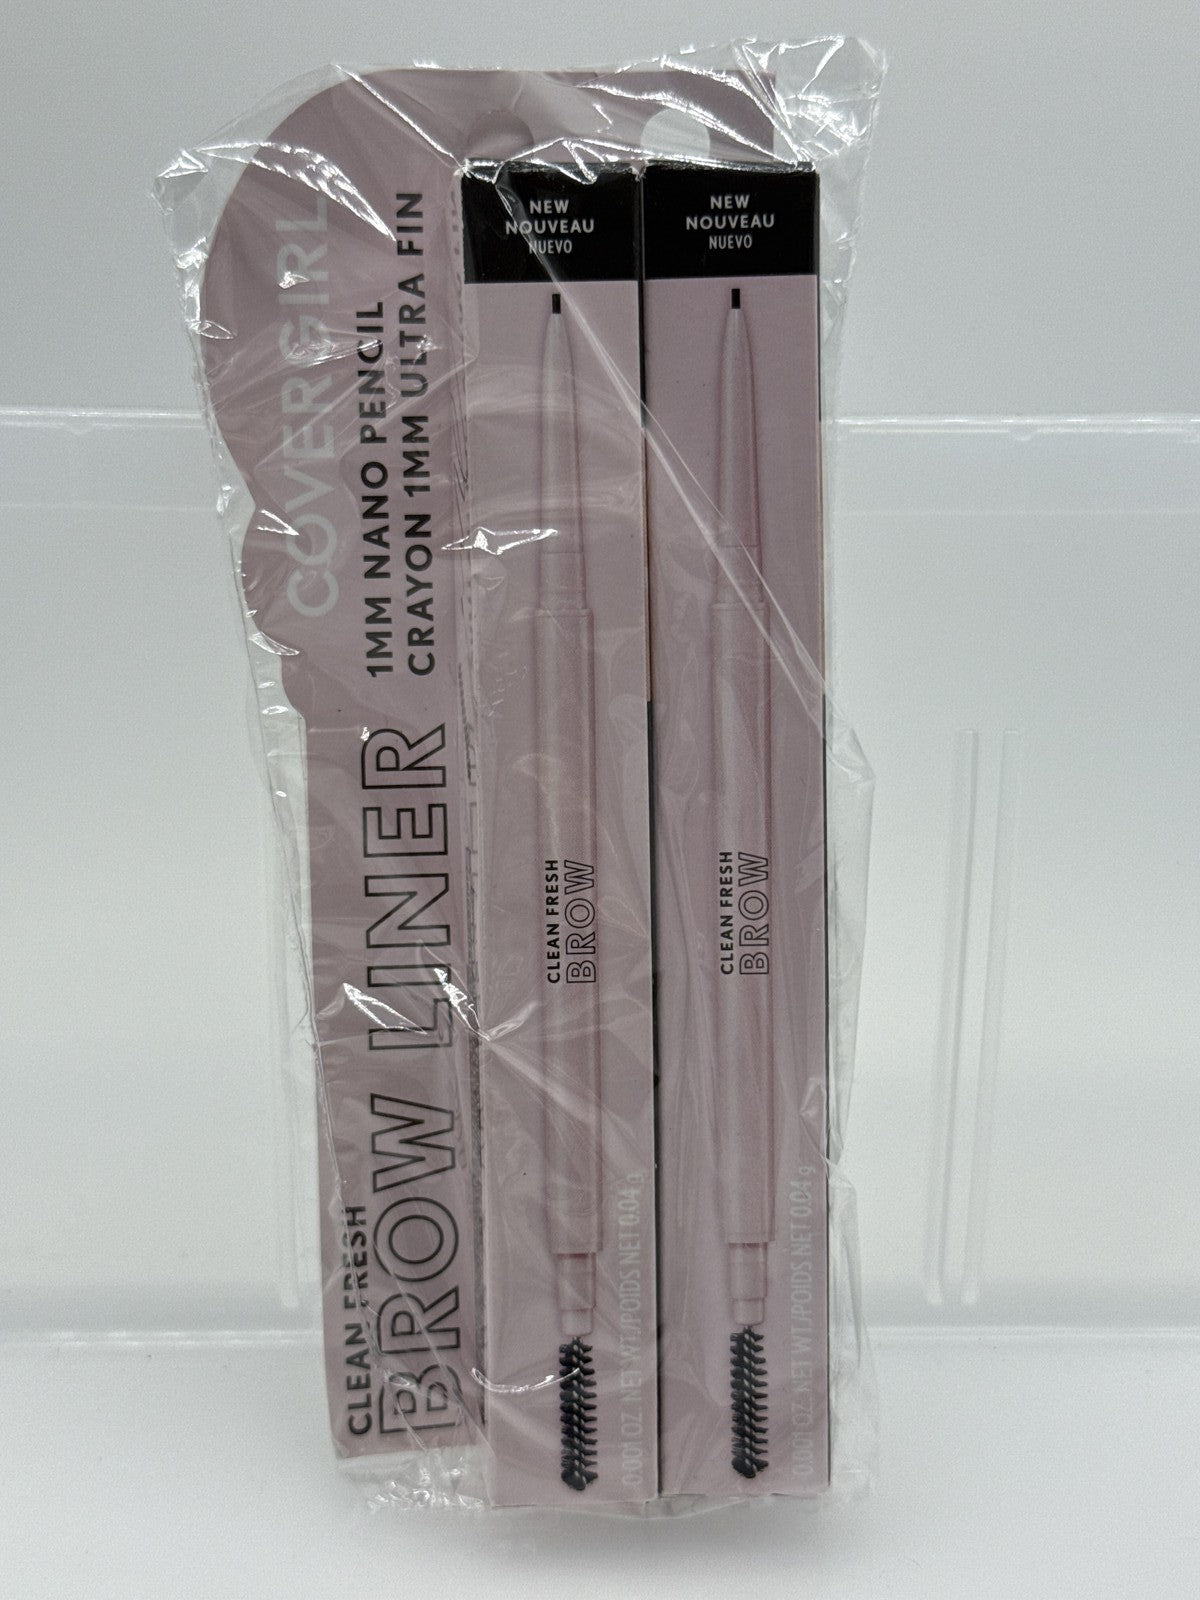 COVERGIRL
1MM NANO PENCIL
CRAYON 1MM ULTRA FIN
CLEAN FRESH
BROW LINER
NEW
NOUVEAU
NUEVO
CLEAN FRESH
BROW
0.001 OZ. NET WT./POIDS NET 0.04 g
NEW
NOUVEAU
NUEVO
CLEAN FRESH
BROW
0.001 OZ. NET WT./POIDS NET 0.04 g